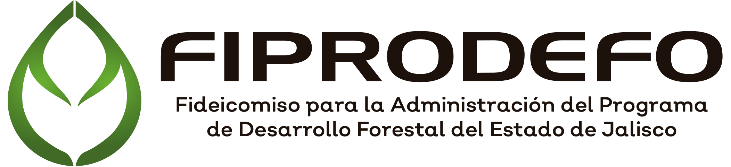 FIPRODEFO
Fideicomiso para la Administración del Programa
de Desarrollo Forestal del Estado de Jalisco